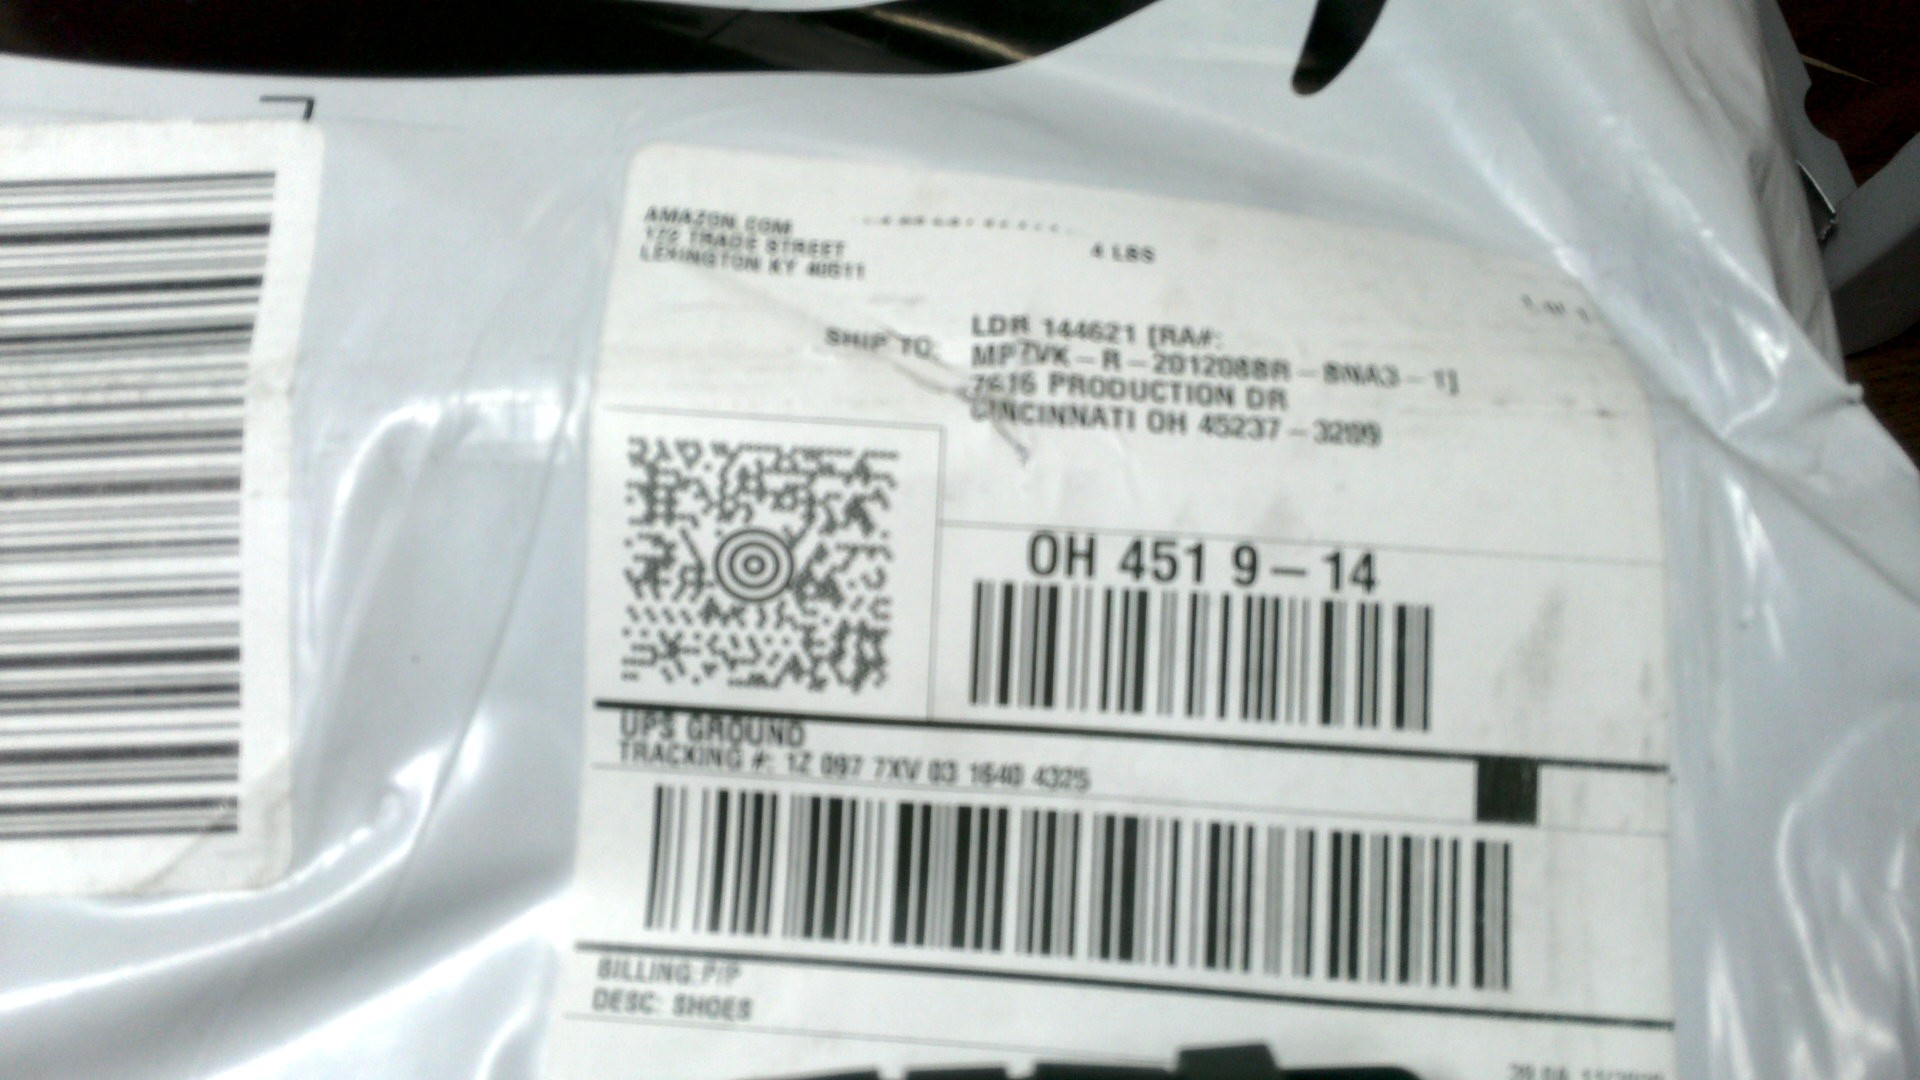 AMAZON.COM
172 TRADE STREET
LEXINGTON KY 40511
4 LBS
SHIP TO:
LDR 144621 [RA#:
MP7VK-R-2012088R-BNA3-1]
7616 PRODUCTION DR
CINCINNATI OH 45237-3209
OH 451 9-14
UPS GROUND
TRACKING #: 1Z 097 7XV 03 1640 4325
BILLING: P/P
DESC: SHOES